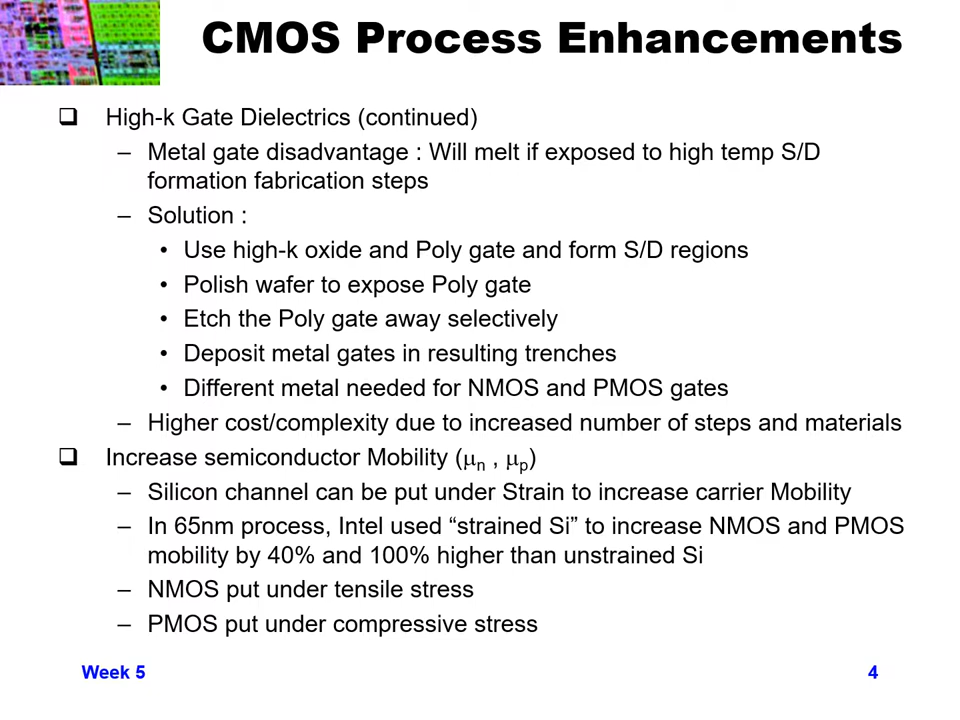 CMOS Process Enhancements
❑ High-k Gate Dielectrics (continued)
– Metal gate disadvantage : Will melt if exposed to high temp S/D
formation fabrication steps
– Solution :
• Use high-k oxide and Poly gate and form S/D regions
• Polish wafer to expose Poly gate
• Etch the Poly gate away selectively
• Deposit metal gates in resulting trenches
• Different metal needed for NMOS and PMOS gates
– Higher cost/complexity due to increased number of steps and materials
❑ Increase semiconductor Mobility (μn , μp)
– Silicon channel can be put under Strain to increase carrier Mobility
– In 65nm process, Intel used “strained Si” to increase NMOS and PMOS
mobility by 40% and 100% higher than unstrained Si
– NMOS put under tensile stress
– PMOS put under compressive stress
Week 5
4